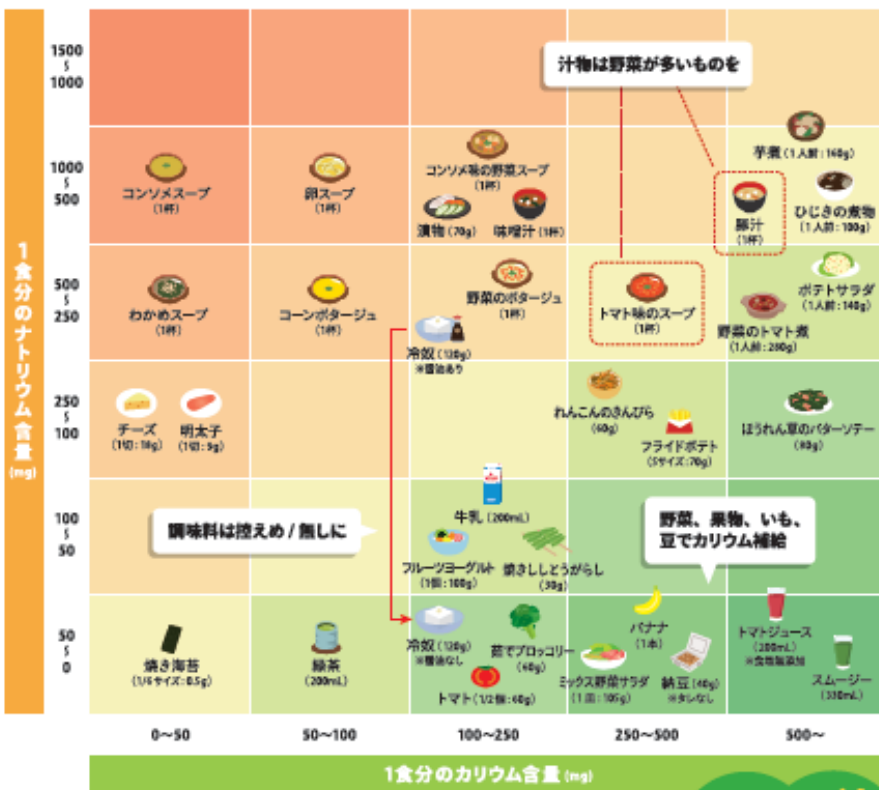 1500
〜
1000
汁物は野菜が多いものを
1000
〜
500
コンソメスープ
(1杯)
卵スープ
(1杯)
コンソメ味の野菜スープ
(1杯)
漬物 (70g)
味噌汁 (1杯)
芋煮 (1人前:160g)
豚汁
(1杯)
ひじきの煮物
(1人前:100g)
500
〜
250
わかめスープ
(1杯)
コーンポタージュ
(1杯)
野菜のポタージュ
(1杯)
冷奴 (120g)
※醤油あり
トマト味のスープ
(1杯)
ポテトサラダ
(1人前:140g)
野菜のトマト煮
(1人前:280g)
250
〜
100
チーズ
(1切:18g)
明太子
(1切:5g)
れんこんのきんぴら
(60g)
フライドポテト
(Sサイズ:70g)
ほうれん草のバターソテー
(80g)
100
〜
50
調味料は控えめ / 無しに
牛乳 (200mL)
フルーツヨーグルト
(1個:100g)
焼きししとうがらし
(30g)
野菜、果物、いも、
豆でカリウム補給
50
〜
0
焼き海苔
(1/6サイズ:0.5g)
緑茶
(200mL)
冷奴 (120g)
※醤油なし
茹でブロッコリー
(60g)
トマト (1/2個:60g)
バナナ
(1本)
ミックス野菜サラダ
(1皿:105g)
納豆 (40g)
※タレなし
トマトジュース
(200mL)
※食塩無添加
スムージー
(330mL)
1食分のナトリウム含量 (mg)
0〜50
50〜100
100〜250
250〜500
500〜
1食分のカリウム含量 (mg)